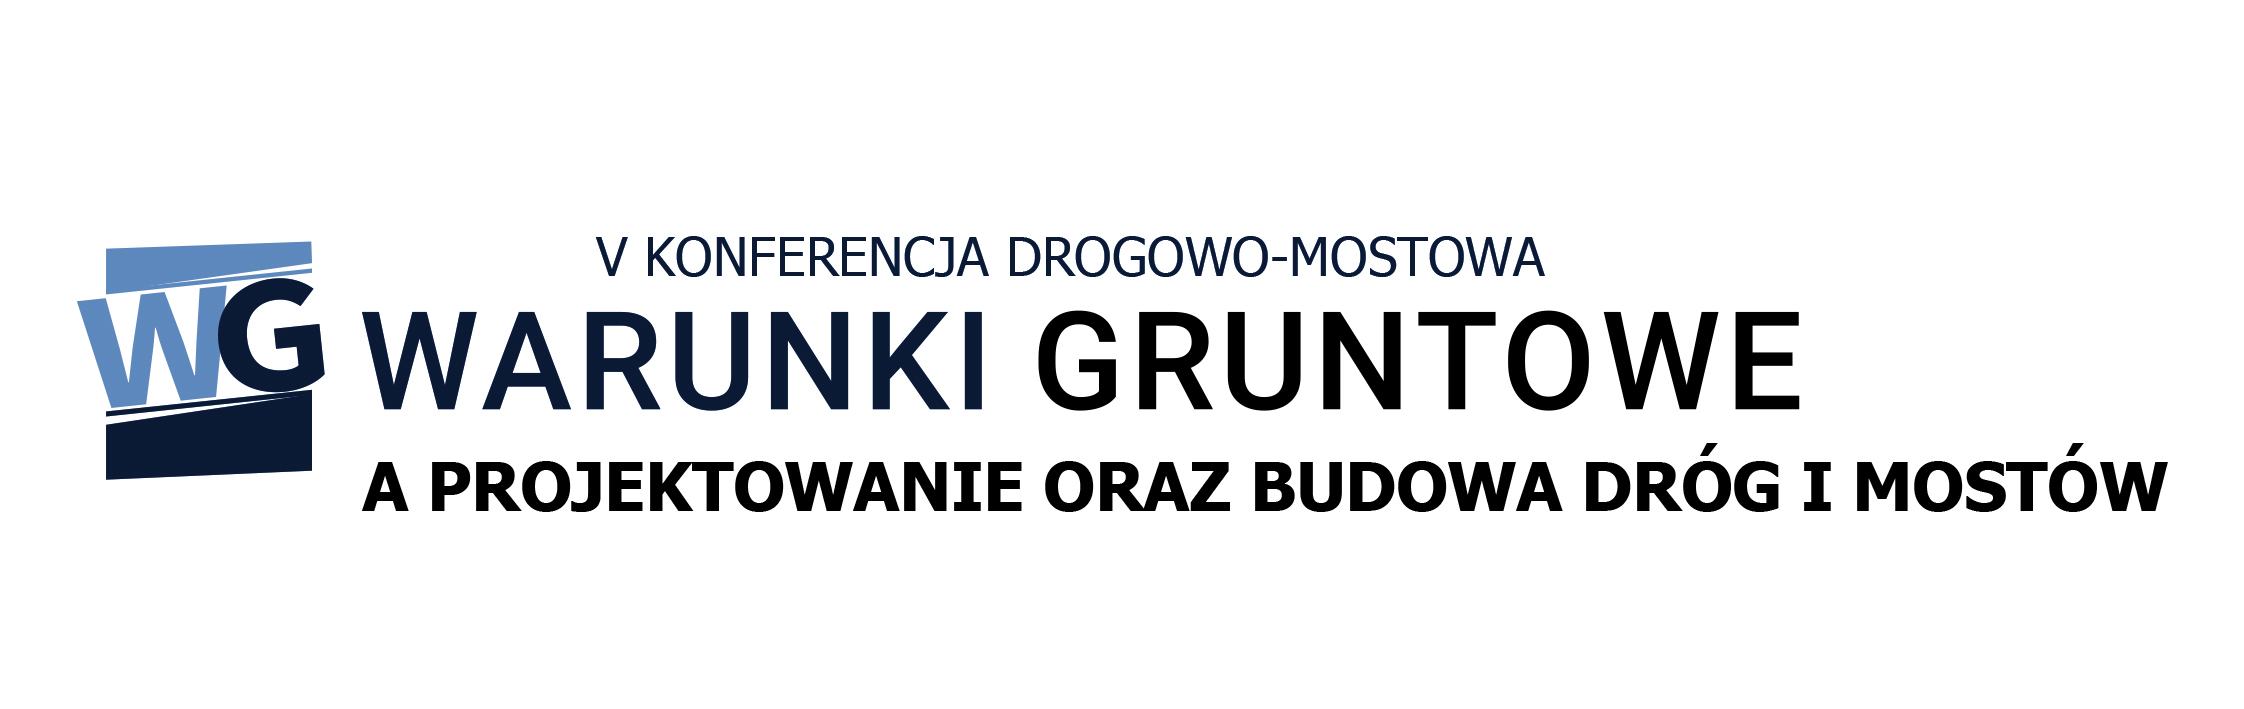 V KONFERENCJA DROGOWO-MOSTOWA
WG WARUNKI GRUNTOWE
A PROJEKTOWANIE ORAZ BUDOWA DRÓG I MOSTÓW